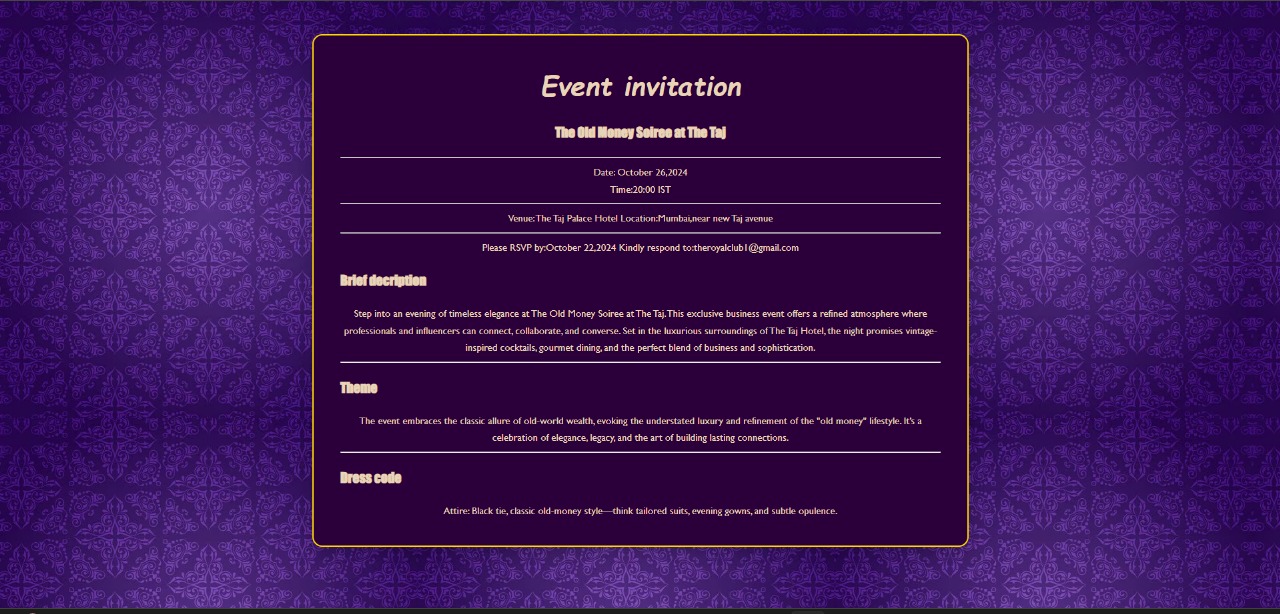 Event invitation
The Old Money Soiree at The Taj
Date: October 26,2024
Time:20:00 IST
Venue:The Taj Palace Hotel Location:Mumbai,near new Taj avenue
Please RSVP by:October 22,2024 Kindly respond to:theroyalclub1@gmail.com
Brief decription
Step into an evening of timeless elegance at The Old Money Soiree at The Taj.This exclusive business event offers a refined atmosphere where
professionals and influencers can connect, collaborate, and converse. Set in the luxurious surroundings of The Taj Hotel, the night promises vintage-
inspired cocktails, gourmet dining, and the perfect blend of business and sophistication.
Theme
The event embraces the classic allure of old-world wealth, evoking the understated luxury and refinement of the "old money" lifestyle. It's a
celebration of elegance, legacy, and the art of building lasting connections.
Dress code
Attire: Black tie, classic old-money style—think tailored suits, evening gowns, and subtle opulence.